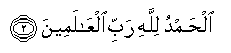 ٱلْحَمْدُ لِلَّهِ رَبِّ ٱلْعَـٰلَمِينَ ﴿٢﴾